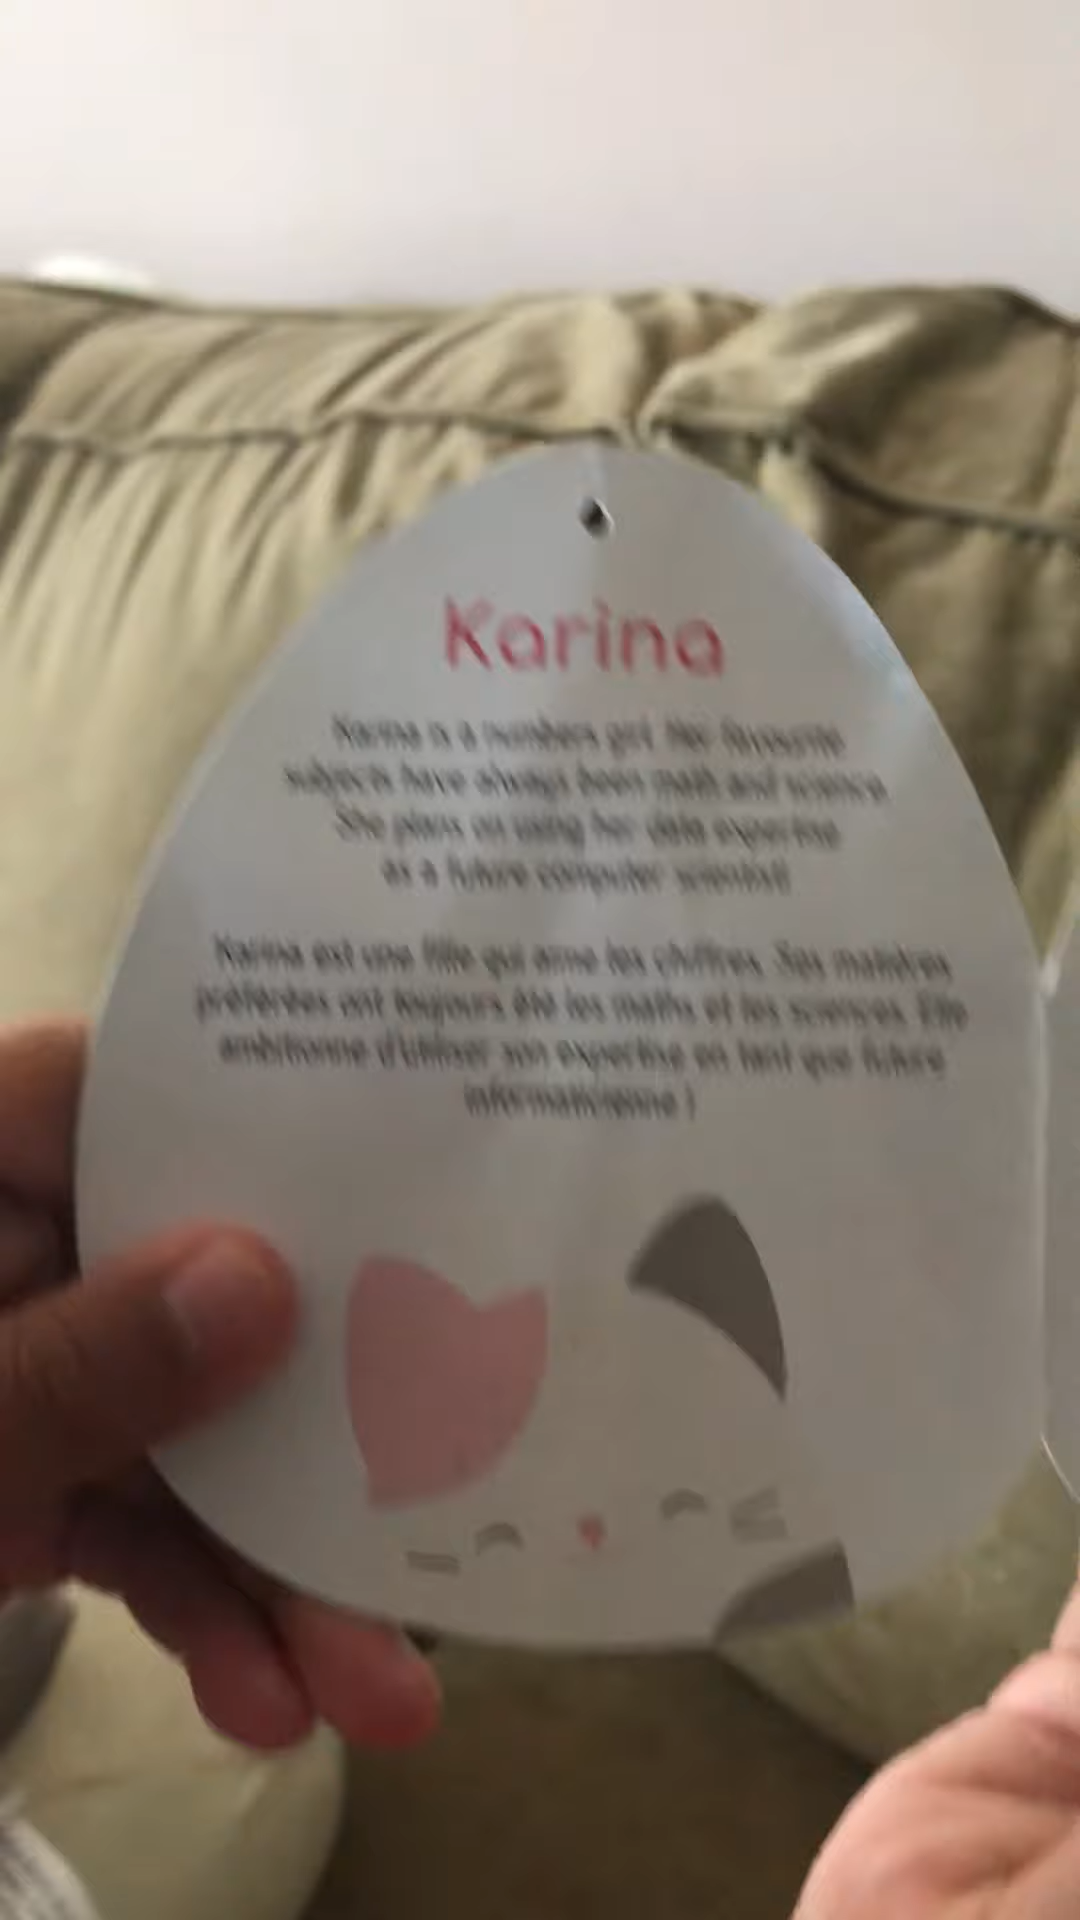 Karina
Karina is a numbers girl. Her favourite
subjects have always been math and science.
She plans on using her data expertise
as a future computer scientist!
Karina est une fille qui aime les chiffres. Ses matières
préférées ont toujours été les maths et les sciences. Elle
ambitionne d'utiliser son expertise en tant que future
informaticienne !